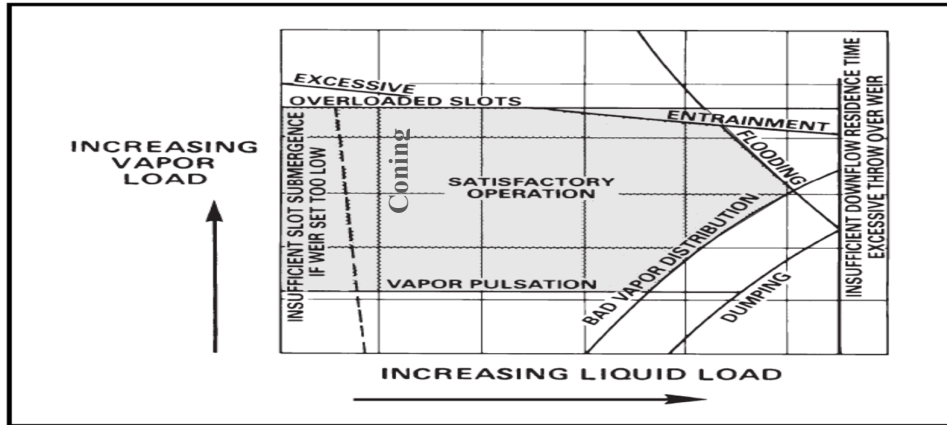 EXCESSIVE
OVERLOADED SLOTS
ENTRAINMENT
FLOODING
INCREASING
VAPOR
LOAD
INSUFFICIENT SLOT SUBMERGENCE
IF WEIR SET TOO LOW
Coning
SATISFACTORY
OPERATION
VAPOR PULSATION
BAD VAPOR DISTRIBUTION
DUMPING
INSUFFICIENT DOWNFLOW RESIDENCE TIME
EXCESSIVE THROW OVER WEIR
INCREASING LIQUID LOAD